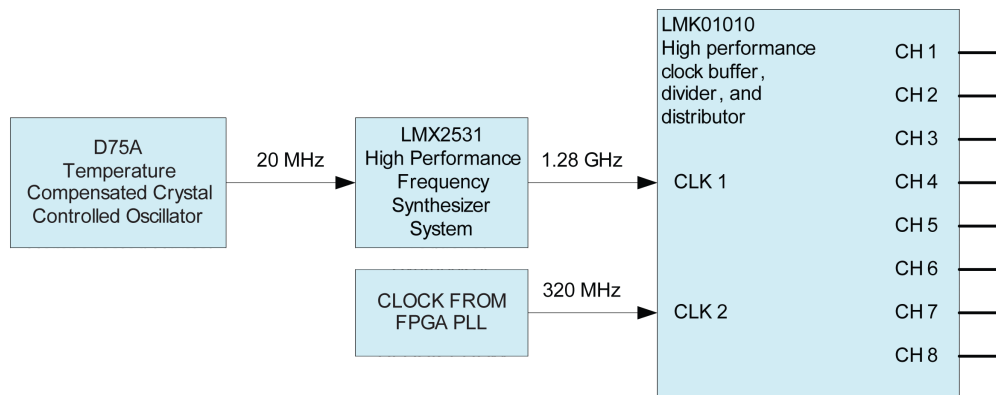 D75A
Temperature
Compensated Crystal
Controlled Oscillator
20 MHz
LMX2531
High Performance
Frequency
Synthesizer
System
1.28 GHz
CLOCK FROM
FPGA PLL
320 MHz
LMK01010
High performance
clock buffer,
divider, and
distributor
CLK 1
CLK 2
CH 1
CH 2
CH 3
CH 4
CH 5
CH 6
CH 7
CH 8